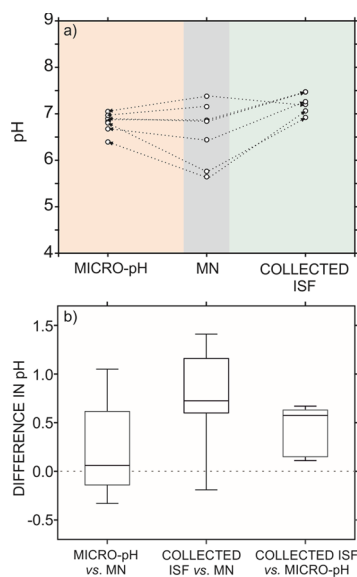 a)
pH
9
8
7
6
5
4
MICRO-pH MN COLLECTED
ISF
b)
DIFFERENCE IN pH
1.5
1.0
0.5
0.0
-0.5
MICRO-pH
vs. MN
COLLECTED
ISF vs. MN
COLLECTED ISF
vs. MICRO-pH